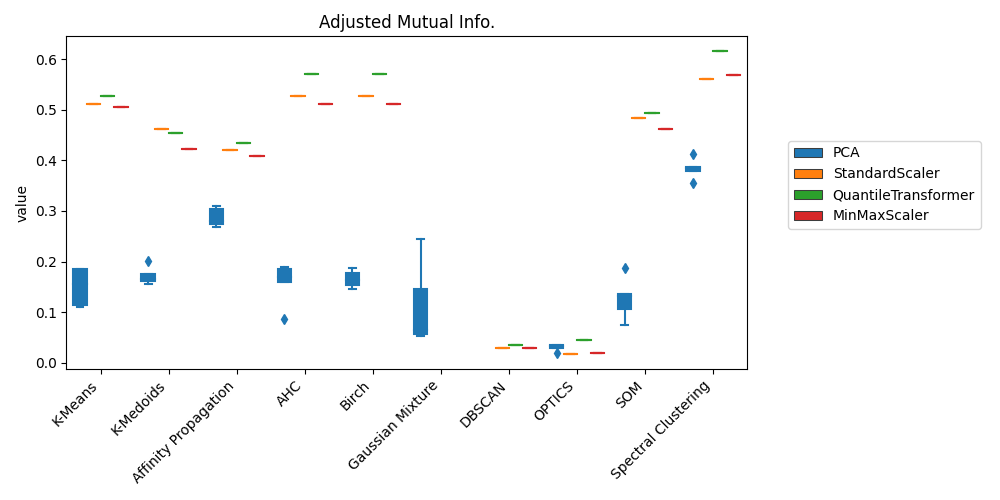 Adjusted Mutual Info.
value
0.6
0.5
0.4
0.3
0.2
0.1
0.0
K-Means
K-Medoids
Affinity Propagation
AHC
Birch
Gaussian Mixture
DBSCAN
OPTICS
SOM
Spectral Clustering
PCA
StandardScaler
QuantileTransformer
MinMaxScaler